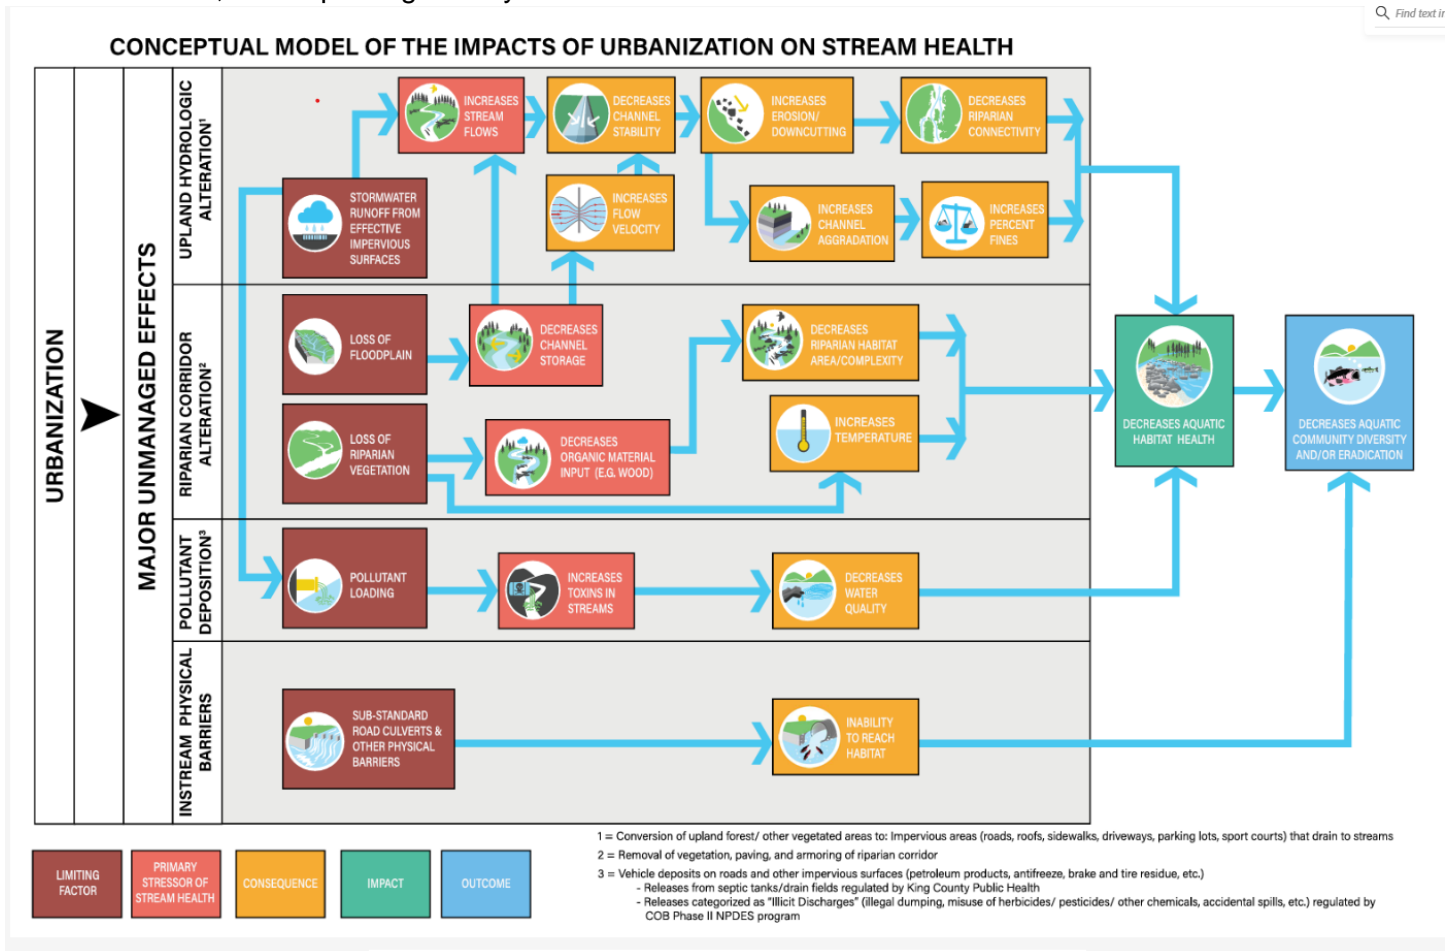 Find text in
CONCEPTUAL MODEL OF THE IMPACTS OF URBANIZATION ON STREAM HEALTH
URBANIZATION
MAJOR UNMANAGED EFFECTS
UPLAND HYDROLOGIC
ALTERATION¹
INCREASES
STREAM
FLOWS
DECREASES
CHANNEL
STABILITY
INCREASES
EROSION/
DOWNCUTTING
DECREASES
RIPARIAN
CONNECTIVITY
STORMWATER
RUNOFF FROM
EFFECTIVE
IMPERVIOUS
SURFACES
INCREASES
FLOW
VELOCITY
INCREASES
CHANNEL
AGGRADATION
INCREASES
PERCENT
FINES
RIPARIAN CORRIDOR
ALTERATION²
LOSS OF
FLOODPLAIN
DECREASES
CHANNEL
STORAGE
DECREASES
RIPARIAN HABITAT
AREA/COMPLEXITY
LOSS OF
RIPARIAN
VEGETATION
DECREASES
ORGANIC MATERIAL
INPUT (E.G. WOOD)
INCREASES
TEMPERATURE
DECREASES AQUATIC
HABITAT HEALTH
DECREASES AQUATIC
COMMUNITY DIVERSITY
AND/OR ERADICATION
POLLUTANT
DEPOSITION³
POLLUTANT
LOADING
INCREASES
TOXINS IN
STREAMS
DECREASES
WATER
QUALITY
INSTREAM PHYSICAL
BARRIERS
SUB-STANDARD
ROAD CULVERTS &
OTHER PHYSICAL
BARRIERS
INABILITY
TO REACH
HABITAT
LIMITING
FACTOR
PRIMARY
STRESSOR OF
STREAM HEALTH
CONSEQUENCE
IMPACT
OUTCOME
1 = Conversion of upland forest/ other vegetated areas to: Impervious areas (roads, roofs, sidewalks, driveways, parking lots, sport courts) that drain to streams
2 = Removal of vegetation, paving, and armoring of riparian corridor
3 = Vehicle deposits on roads and other impervious surfaces (petroleum products, antifreeze, brake and tire residue, etc.)
- Releases from septic tanks/drain fields regulated by King County Public Health
- Releases categorized as "Illicit Discharges" (illegal dumping, misuse of herbicides/ pesticides/ other chemicals, accidental spills, etc.) regulated by
COB Phase II NPDES program